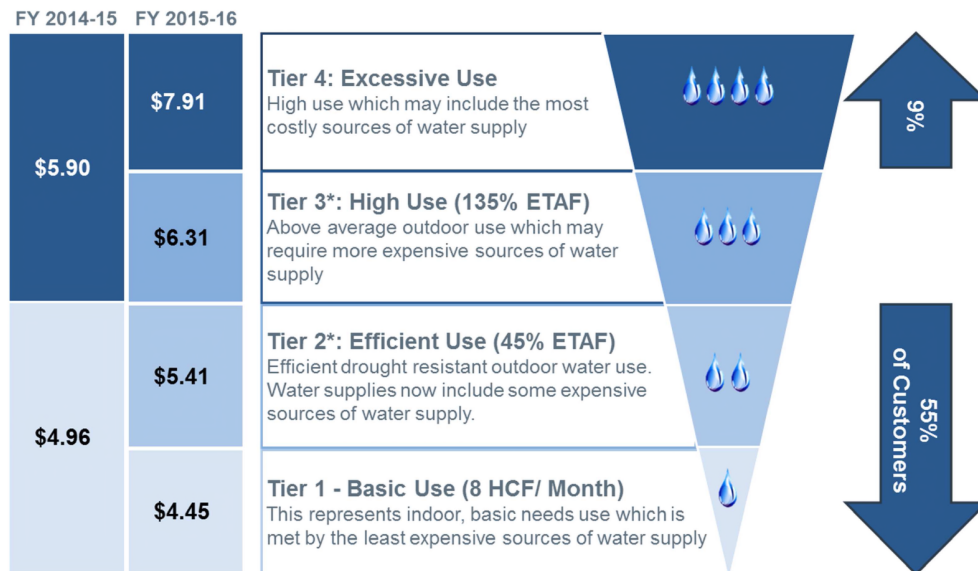 FY 2014-15 FY 2015-16
$5.90
$4.96
$7.91
$6.31
$5.41
$4.45
Tier 4: Excessive Use
High use which may include the most
costly sources of water supply
Tier 3*: High Use (135% ETAF)
Above average outdoor use which may
require more expensive sources of water
supply
Tier 2*: Efficient Use (45% ETAF)
Efficient drought resistant outdoor water use.
Water supplies now include some expensive
sources of water supply.
Tier 1 - Basic Use (8 HCF/ Month)
This represents indoor, basic needs use which is
met by the least expensive sources of water supply
9%
55%
of Customers